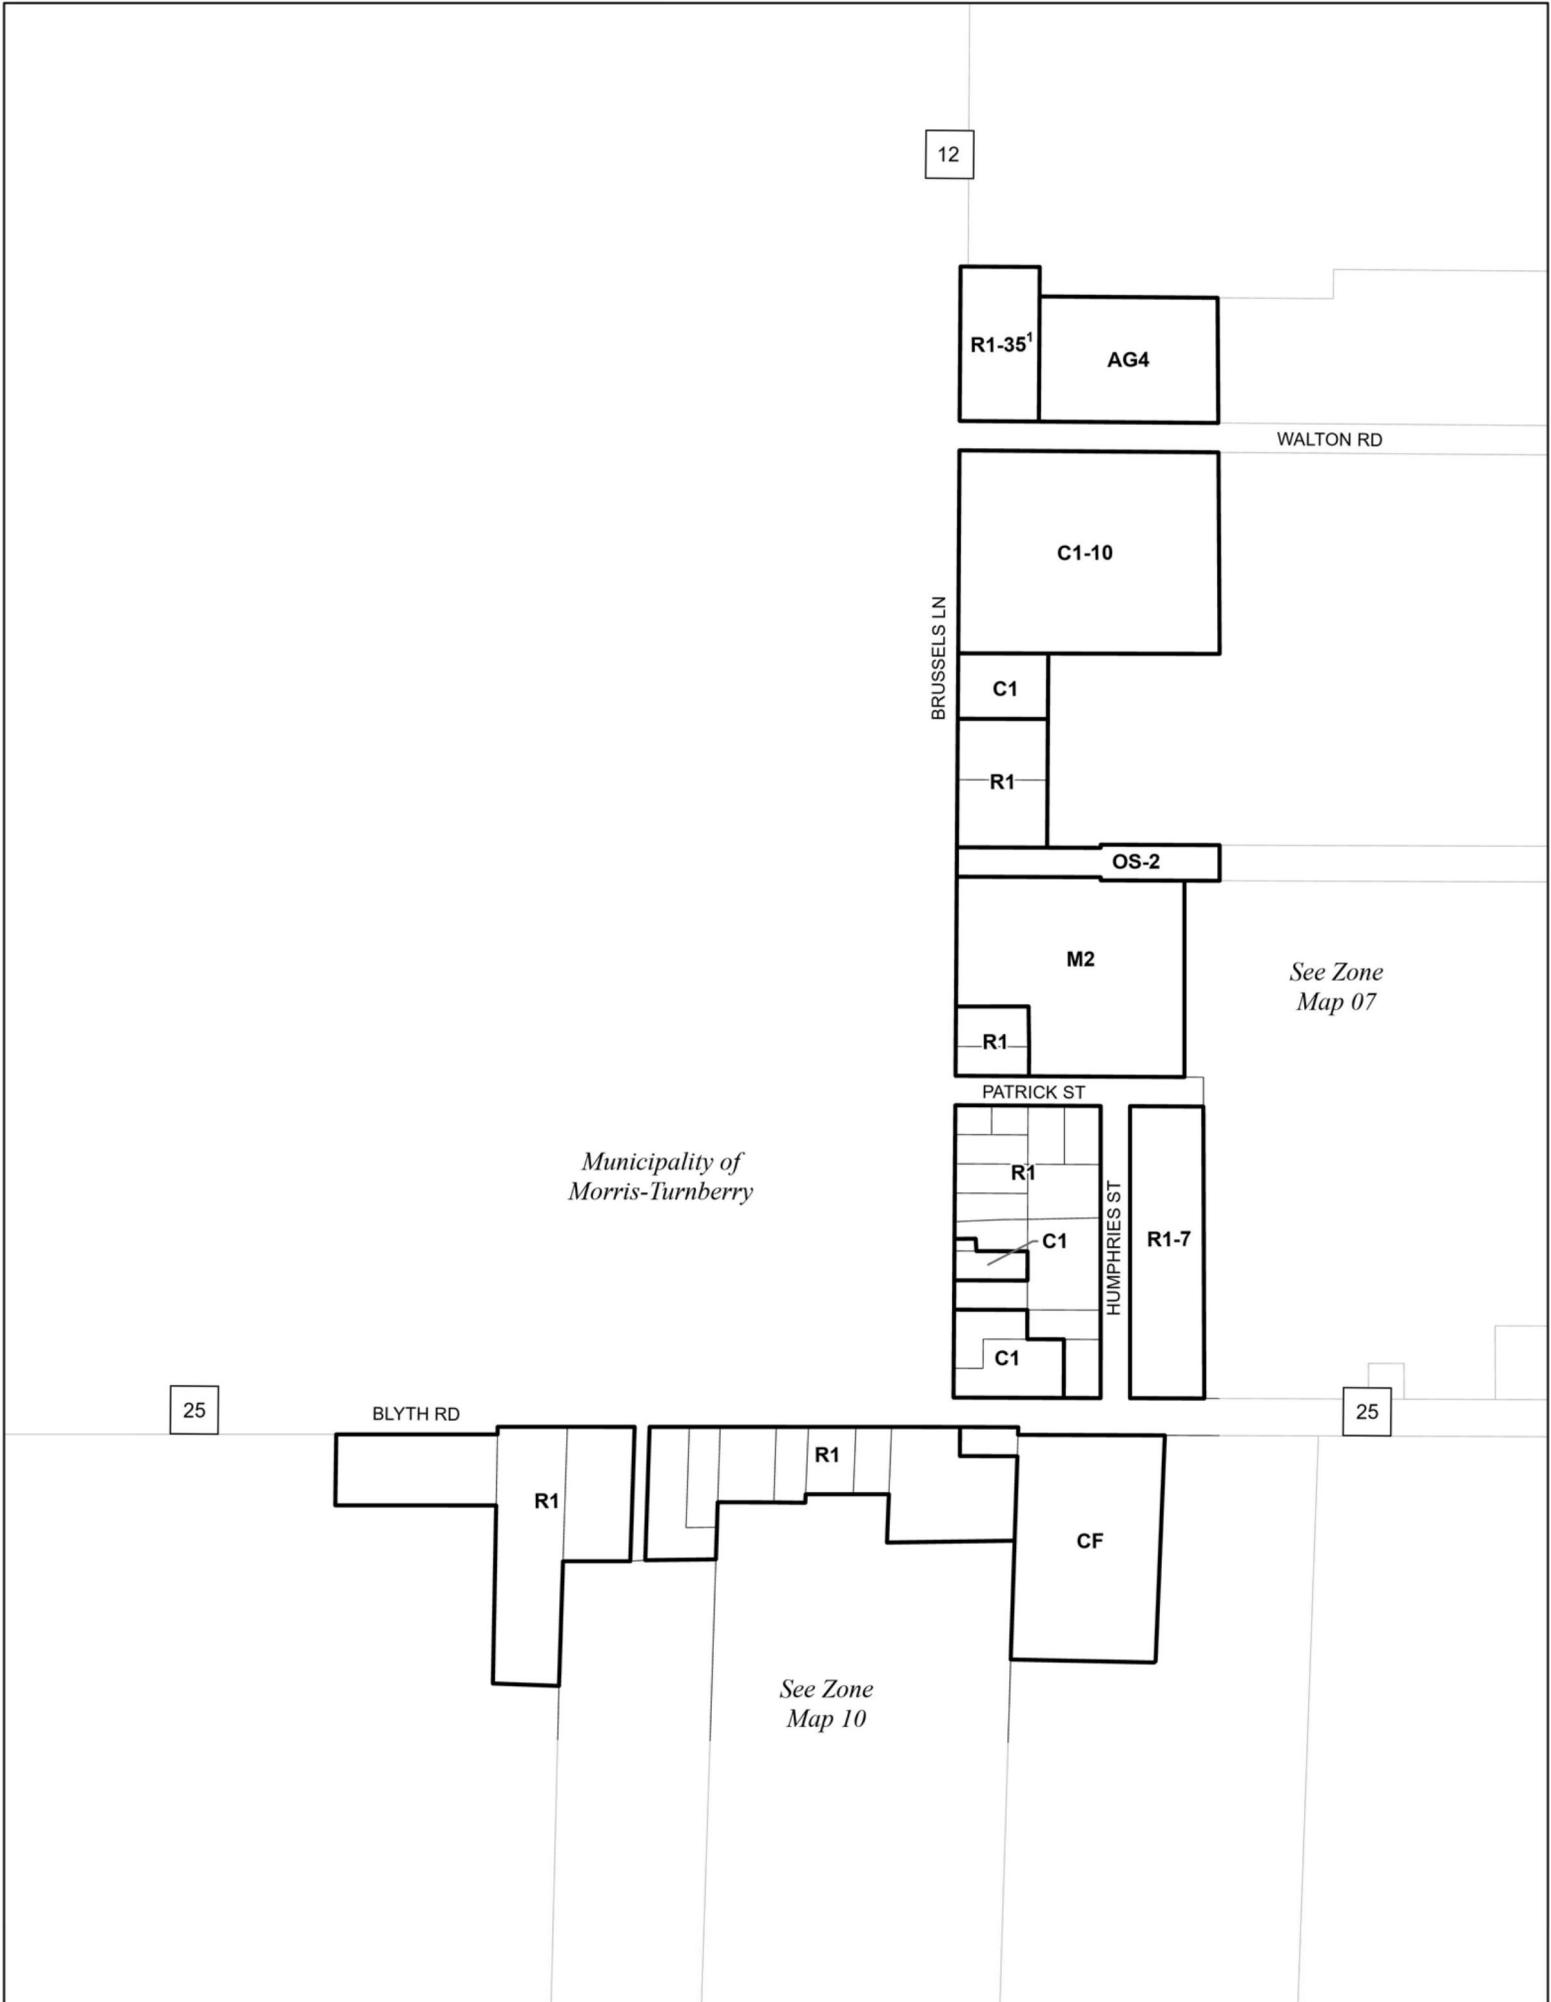 12
R1-35¹
AG4
WALTON RD
C1-10
BRUSSELS LN
C1
R1
OS-2
M2
See Zone
Map 07
R1
PATRICK ST
Municipality of
Morris-Turnberry
R1
HUMPHRIES ST
C1
R1-7
C1
25
BLYTH RD
25
R1
R1
CF
See Zone
Map 10